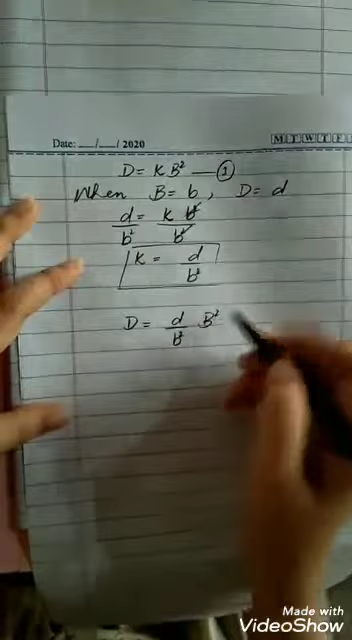 Date: __/__/ 2020
M T W T F
D = K B² — ①
When B = b, D = d
d/b² = K b²/b²
K = d/b²
D = d/b² B²
Made with
VideoShow